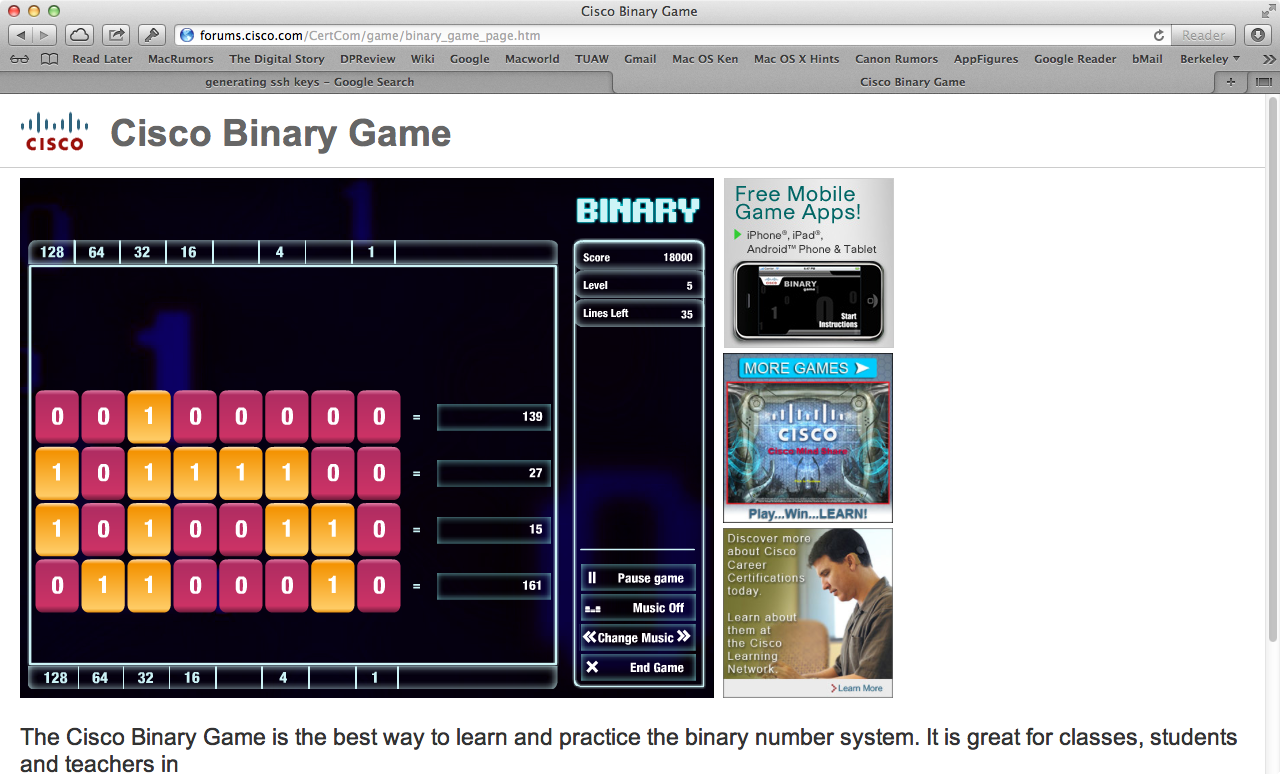 Cisco Binary Game
forums.cisco.com/CertCom/game/binary_game_page.htm
Reader
Read Later MacRumors The Digital Story DPReview Wiki Google Macworld TUAW Gmail Mac OS Ken Mac OS X Hints Canon Rumors AppFigures Google Reader bMail Berkeley
generating ssh keys – Google Search
Cisco Binary Game
CISCO
Cisco Binary Game
BINARY
128 64 32 16 4 1
Score 18000
Level 5
Lines Left 35
0 0 1 0 0 0 0 0 = 139
1 0 1 1 1 1 0 0 = 27
1 0 1 0 0 1 1 0 = 15
0 1 1 0 0 0 1 0 = 161
Pause game
Music Off
Change Music
End Game
128 64 32 16 4 1
Free Mobile
Game Apps!
iPhone®, iPad®,
Android™ Phone & Tablet
BINARY
game
Start
Instructions
MORE GAMES
CISCO
Cisco Mind Share
Play...Win...LEARN!
Discover more
about Cisco
Career
Certifications
today.
Learn about
them at
the Cisco
Learning
Network.
Learn More
The Cisco Binary Game is the best way to learn and practice the binary number system. It is great for classes, students
and teachers in